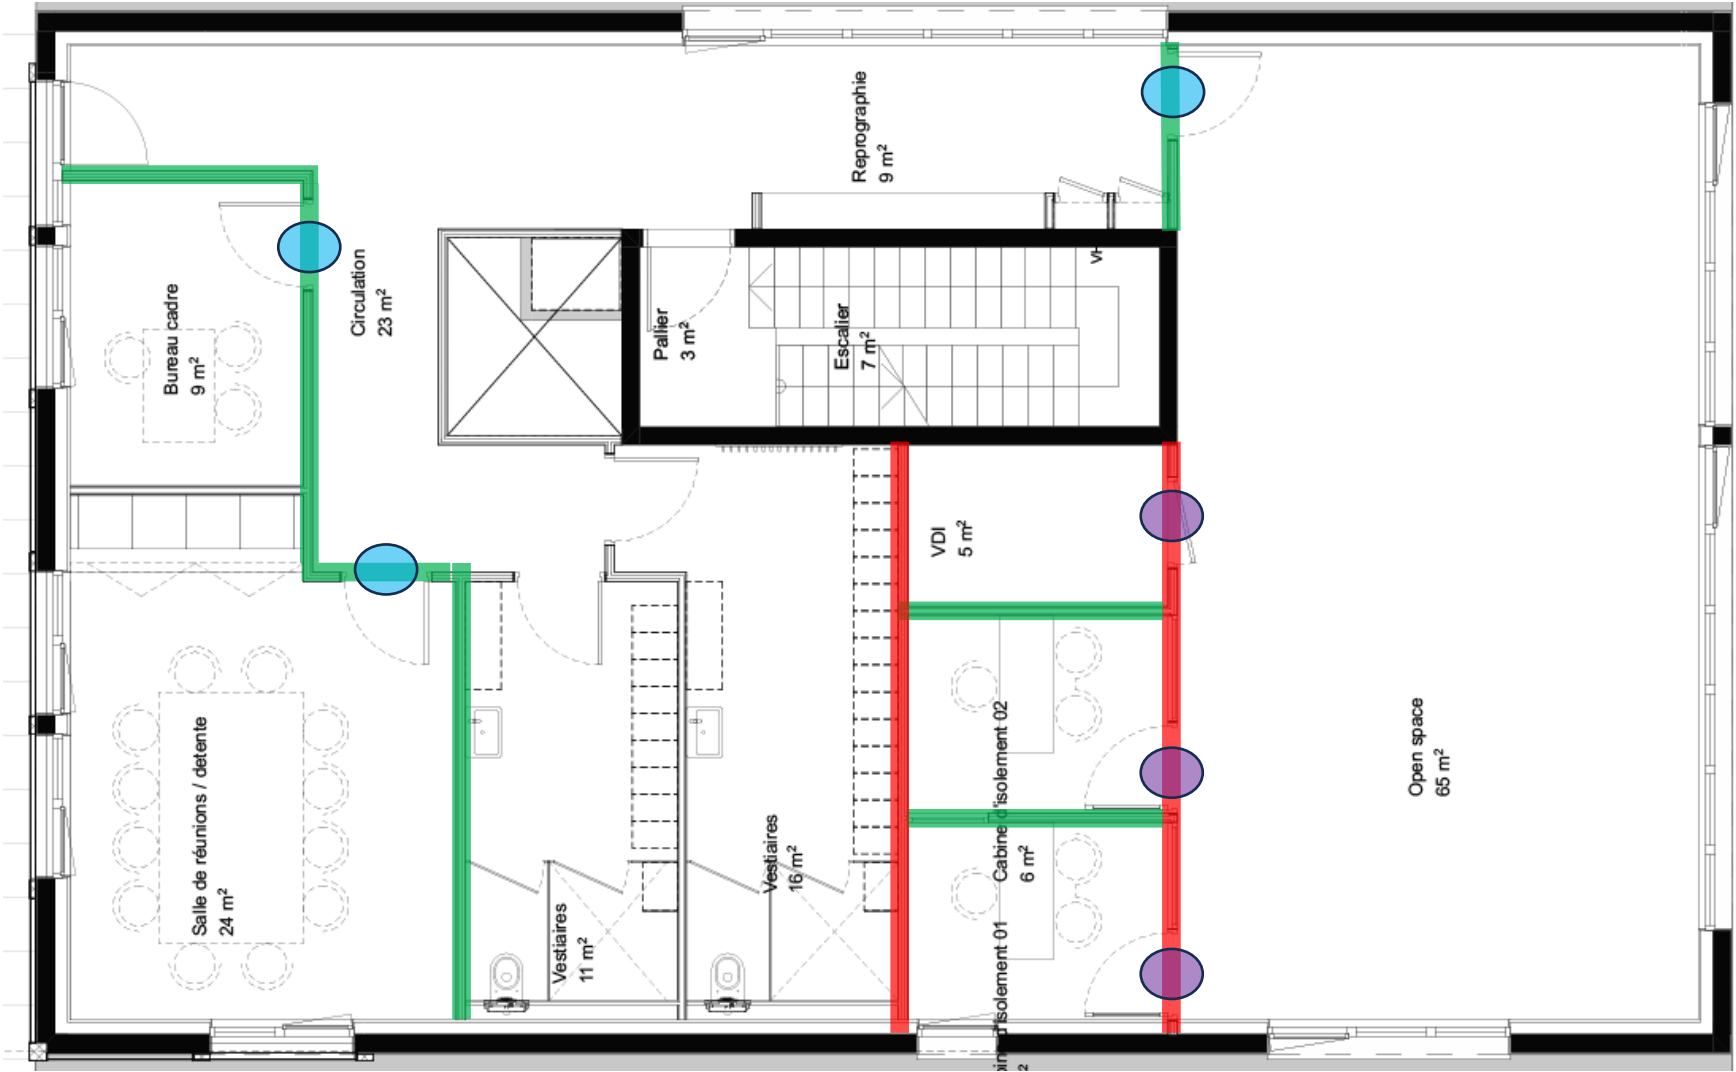 Reprographie
9 m²
Circulation
23 m²
Bureau cadre
9 m²
Pallier
3 m²
Escalier
7 m²
VDI
5 m²
Cabine d'isolement 02
6 m²
isolement 01
Open space
65 m²
Salle de réunions / detente
24 m²
Vestiaires
16 m²
Vestiaires
11 m²